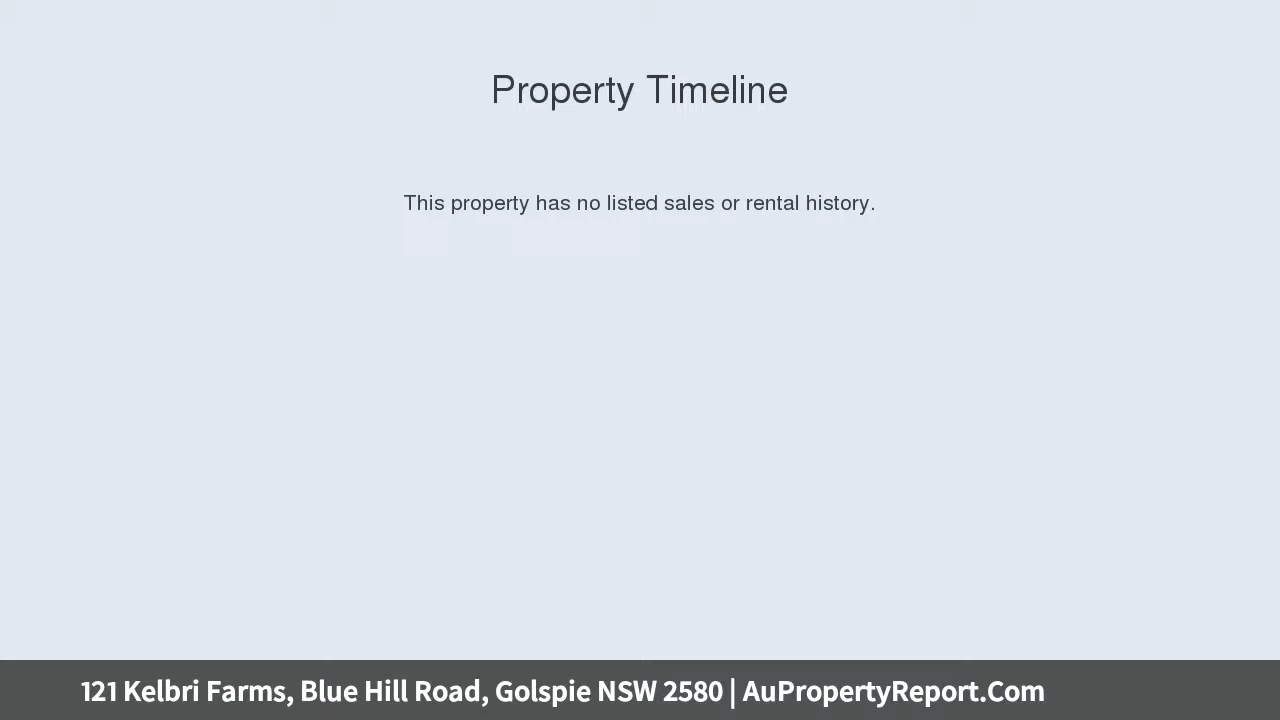 Property Timeline
This property has no listed sales or rental history.
121 Kelbri Farms, Blue Hill Road, Golspie NSW 2580 | AuPropertyReport.Com